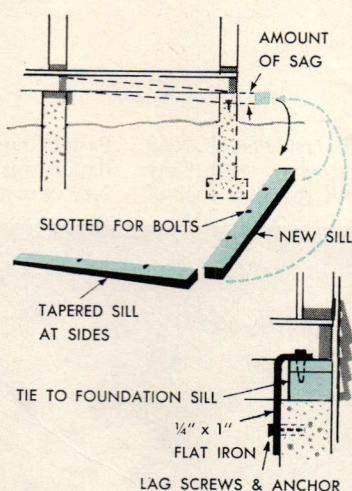 AMOUNT
OF SAG
SLOTTED FOR BOLTS
NEW SILL
TAPERED SILL
AT SIDES
TIE TO FOUNDATION SILL
¼" x 1"
FLAT IRON
LAG SCREWS & ANCHOR